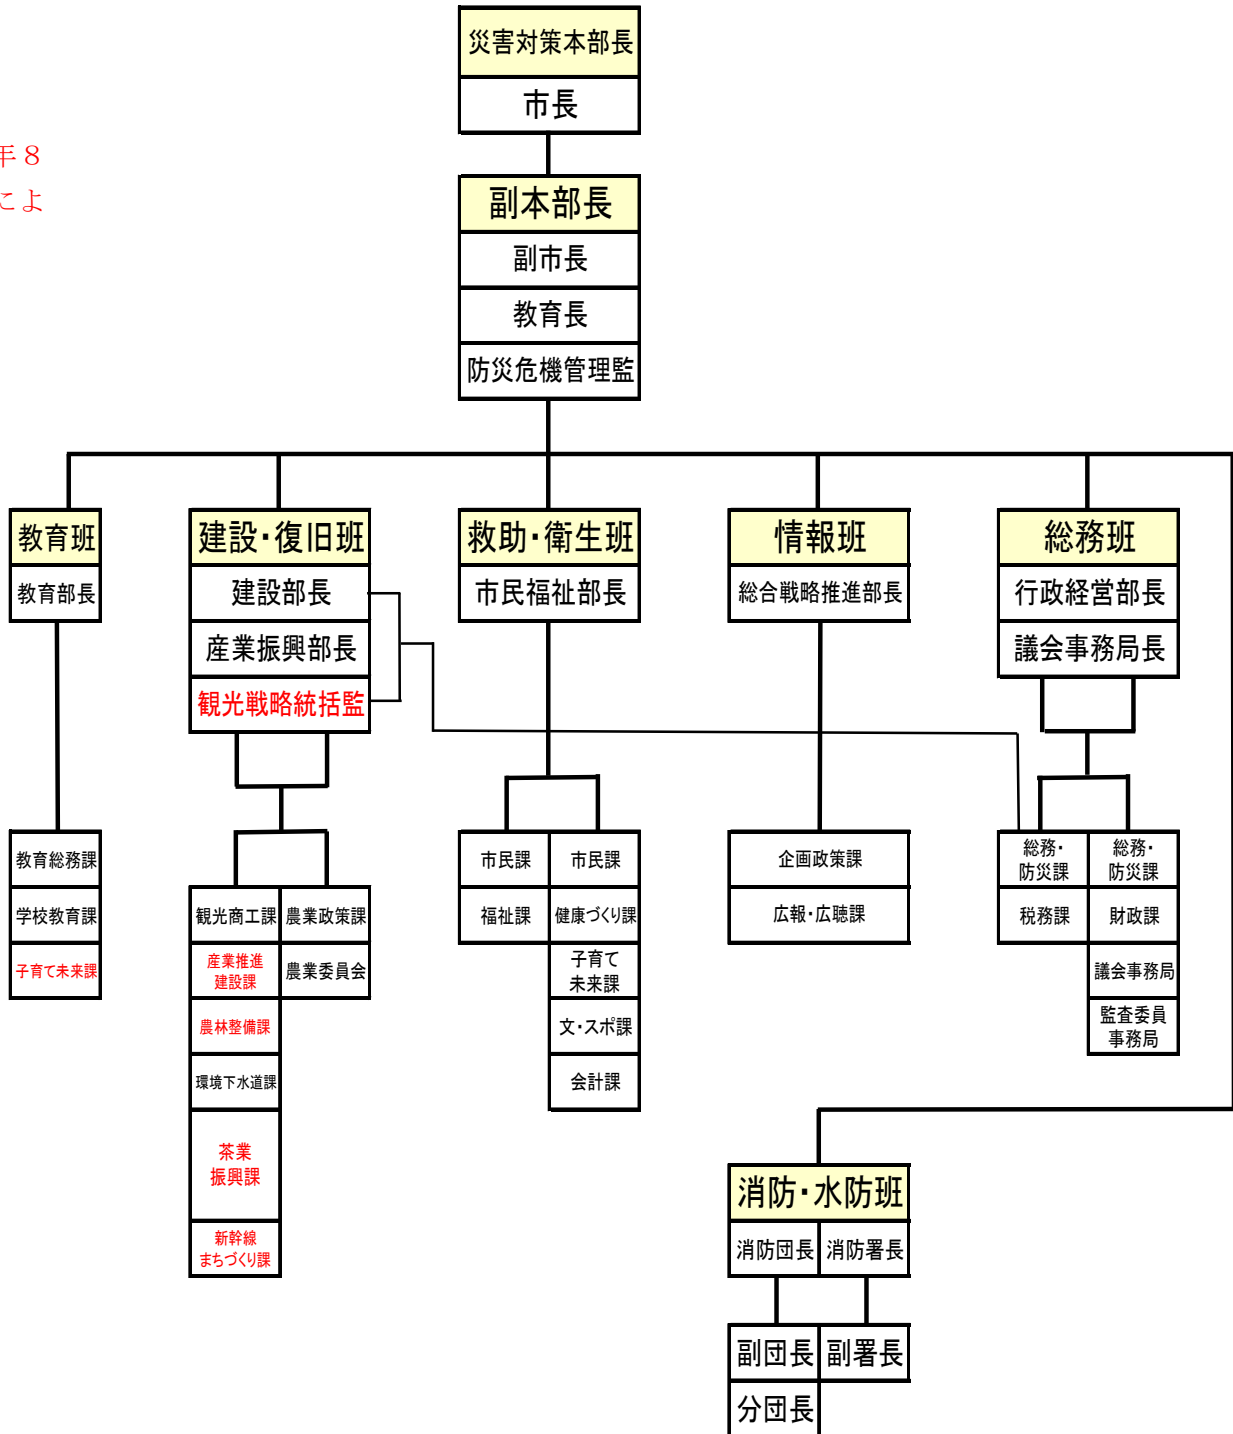 災害対策本部長
市長
年８
によ
副本部長
副市長
教育長
防災危機管理監
教育班
教育部長
建設・復旧班
建設部長
産業振興部長
観光戦略統括監
救助・衛生班
市民福祉部長
情報班
総合戦略推進部長
総務班
行政経営部長
議会事務局長
教育総務課
学校教育課
子育て未来課
観光商工課
農業政策課
産業推進
建設課
農業委員会
農林整備課
環境下水道課
茶業
振興課
新幹線
まちづくり課
市民課
市民課
福祉課
健康づくり課
子育て
未来課
文・スポ課
会計課
企画政策課
広報・広聴課
総務・
防災課
総務・
防災課
税務課
財政課
議会事務局
監査委員
事務局
消防・水防班
消防団長
消防署長
副団長
副署長
分団長